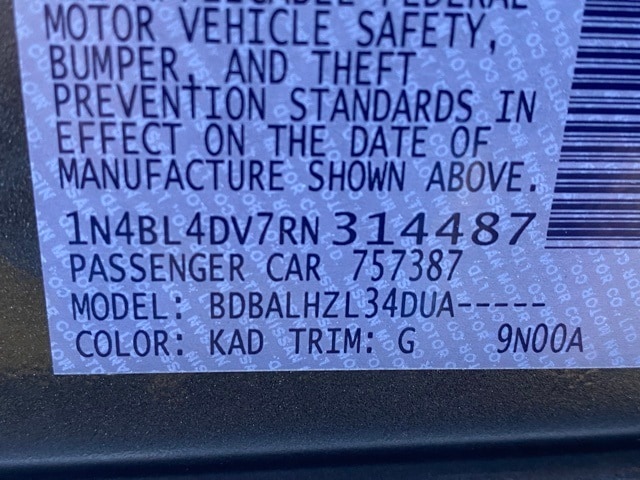 MOTOR VEHICLE SAFETY,
BUMPER, AND THEFT
PREVENTION STANDARDS IN
EFFECT ON THE DATE OF
MANUFACTURE SHOWN ABOVE.
1N4BL4DV7RN314487
PASSENGER CAR 757387
MODEL: BDBALHZL34DUA-----
COLOR: KAD TRIM: G 9N00A